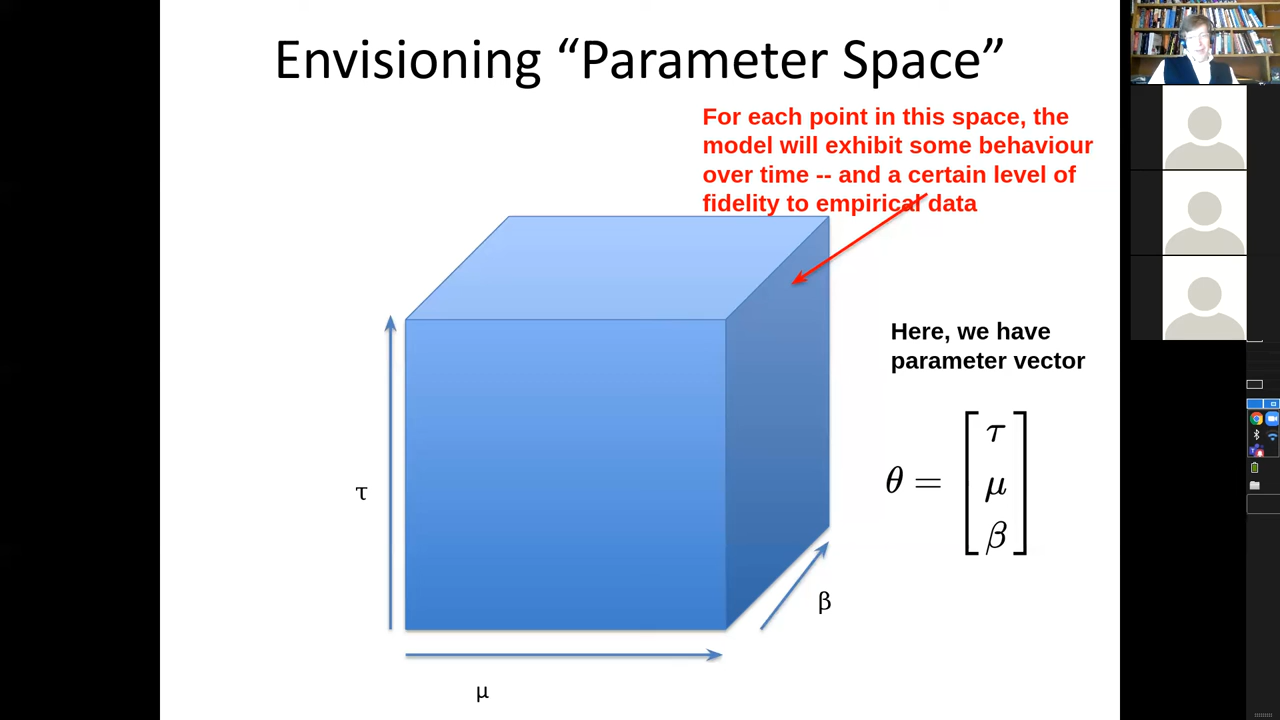 Envisioning “Parameter Space”
For each point in this space, the
model will exhibit some behaviour
over time -- and a certain level of
fidelity to empirical data
Here, we have
parameter vector
θ = [τ
μ
β]
τ
β
μ